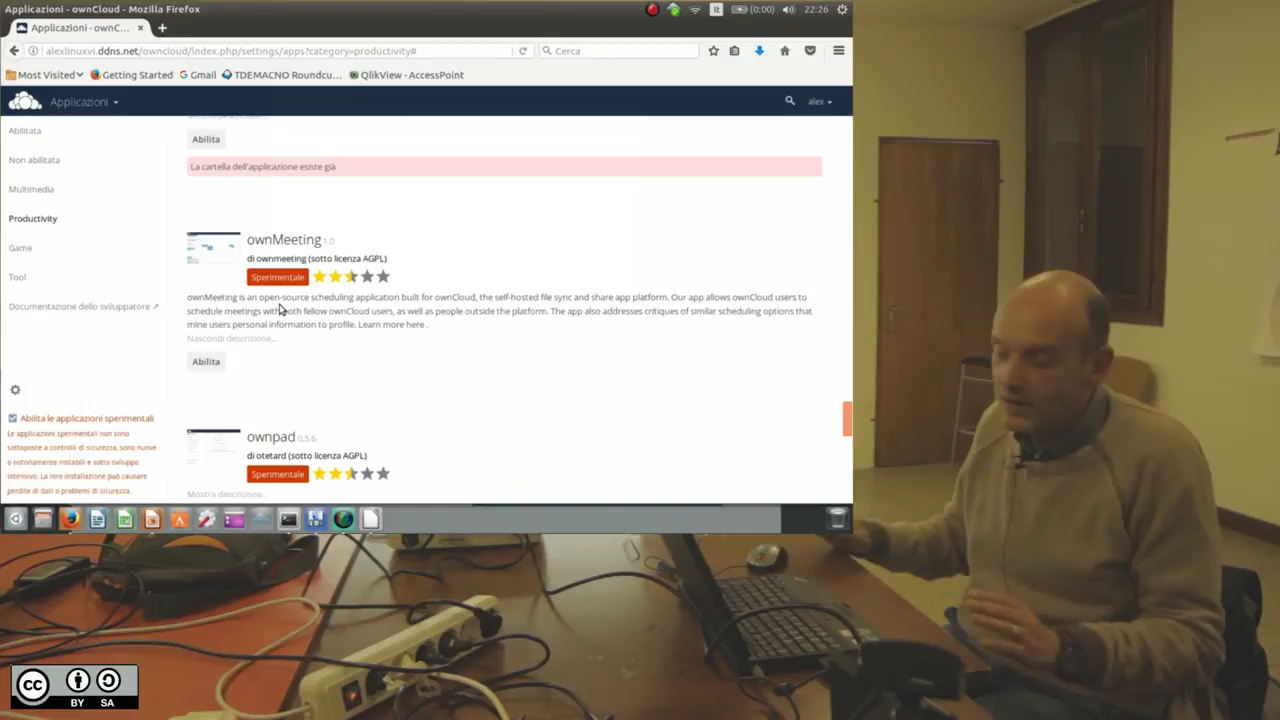 Applicazioni - ownCloud - Mozilla Firefox
It
(0:00)
22:26
Applicazioni - ownC...
alexlinuxvi.ddns.net/owncloud/index.php/settings/apps?category=productivity#
Cerca
Most Visited
Getting Started
Gmail
TDEMACNO Roundcu...
QlikView - AccessPoint
Applicazioni
alex
Abilitata
Non abilitata
Multimedia
Productivity
Game
Tool
Documentazione dello sviluppatore
Abilita le applicazioni sperimentali
Le applicazioni sperimentali non sono
sottoposte a controlli di sicurezza, sono nuove
o notoriamente instabili e sotto sviluppo
intensivo. La loro installazione può causare
perdite di dati o problemi di sicurezza.
Abilita
La cartella dell'applicazione esiste già
ownMeeting 1.0
di ownmeeting (sotto licenza AGPL)
Sperimentale
ownMeeting is an open-source scheduling application built for ownCloud, the self-hosted file sync and share app platform. Our app allows ownCloud users to
schedule meetings with both fellow ownCloud users, as well as people outside the platform. The app also addresses critiques of similar scheduling options that
mine users personal information to profile. Learn more here .
Nascondi descrizione...
Abilita
ownpad 0.5.6
di otetard (sotto licenza AGPL)
Sperimentale
Mostra descrizione...
cc
BY SA